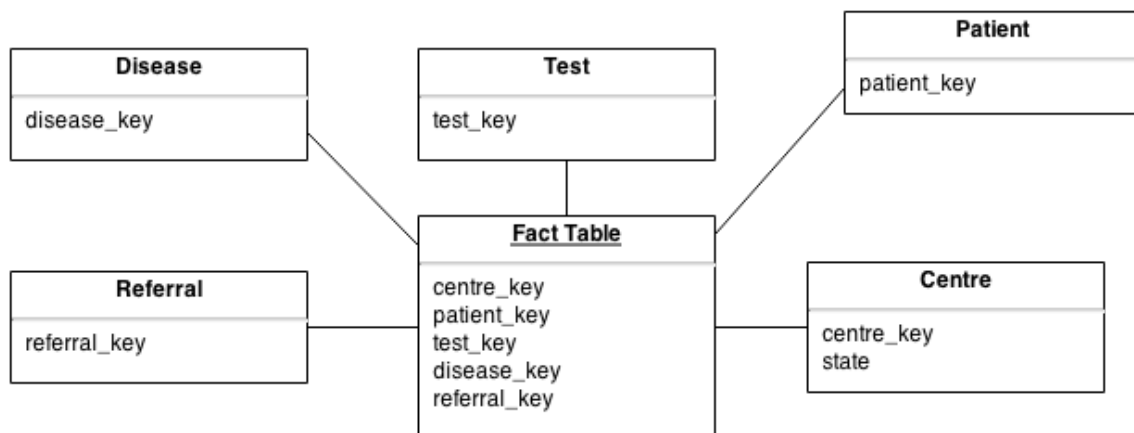 Disease
disease_key
Test
test_key
Patient
patient_key
Referral
referral_key
Fact Table
centre_key
patient_key
test_key
disease_key
referral_key
Centre
centre_key
state